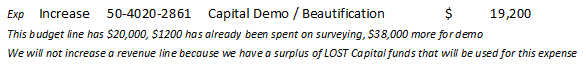 Exp Increase 50-4020-2861 Capital Demo / Beautification $ 19,200
This budget line has $20,000, $1200 has already been spent on surveying, $38,000 more for demo
We will not increase a revenue line because we have a surplus of LOST Capital funds that will be used for this expense